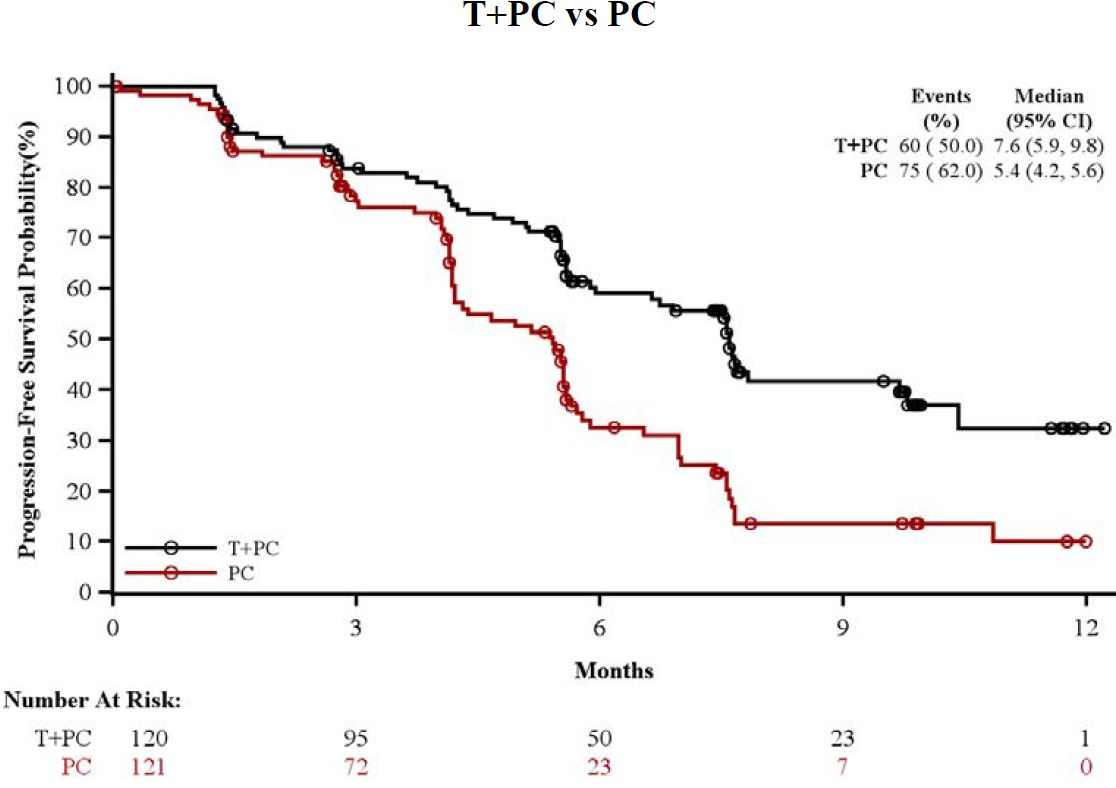 T+PC vs PC
Events Median
(%) (95% CI)
T+PC 60 ( 50.0) 7.6 (5.9, 9.8)
PC 75 ( 62.0) 5.4 (4.2, 5.6)
Progression-Free Survival Probability(%)
100
90
80
70
60
50
40
30
20
10
0
T+PC
PC
0 3 6 9 12
Months
Number At Risk:
T+PC 120 95 50 23 1
PC 121 72 23 7 0